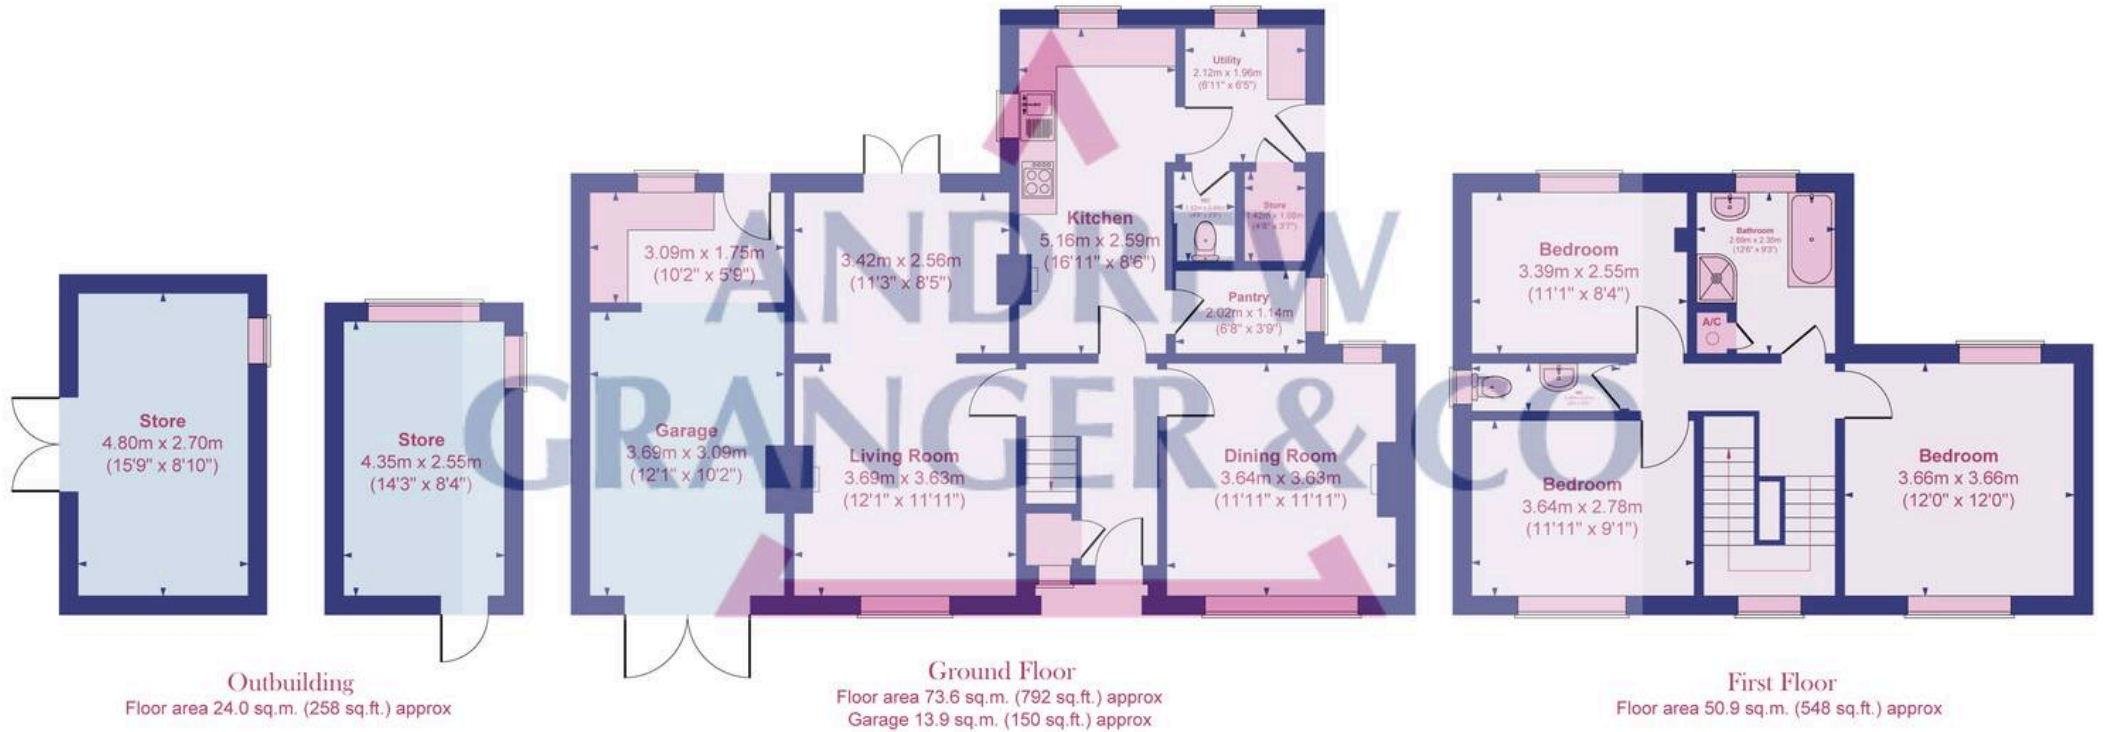 Store
4.80m x 2.70m
(15'9" x 8'10")
Store
4.35m x 2.55m
(14'3" x 8'4")
Outbuilding
Floor area 24.0 sq.m. (258 sq.ft.) approx
3.09m x 1.75m
(10'2" x 5'9")
Garage
3.69m x 3.09m
(12'1" x 10'2")
3.42m x 2.56m
(11'3" x 8'5")
Living Room
3.69m x 3.63m
(12'1" x 11'11")
Kitchen
5.16m x 2.59m
(16'11" x 8'6")
Utility
2.12m x 1.96m
(6'11" x 6'5")
Store
1.42m x 1.08m
(4'8" x 3'7")
Pantry
2.02m x 1.14m
(6'8" x 3'9")
Dining Room
3.64m x 3.63m
(11'11" x 11'11")
Ground Floor
Floor area 73.6 sq.m. (792 sq.ft.) approx
Garage 13.9 sq.m. (150 sq.ft.) approx
Bedroom
3.39m x 2.55m
(11'1" x 8'4")
Bathroom
A/C
Bedroom
3.64m x 2.78m
(11'11" x 9'1")
Bedroom
3.66m x 3.66m
(12'0" x 12'0")
First Floor
Floor area 50.9 sq.m. (548 sq.ft.) approx
ANDREW
GRANGER & CO